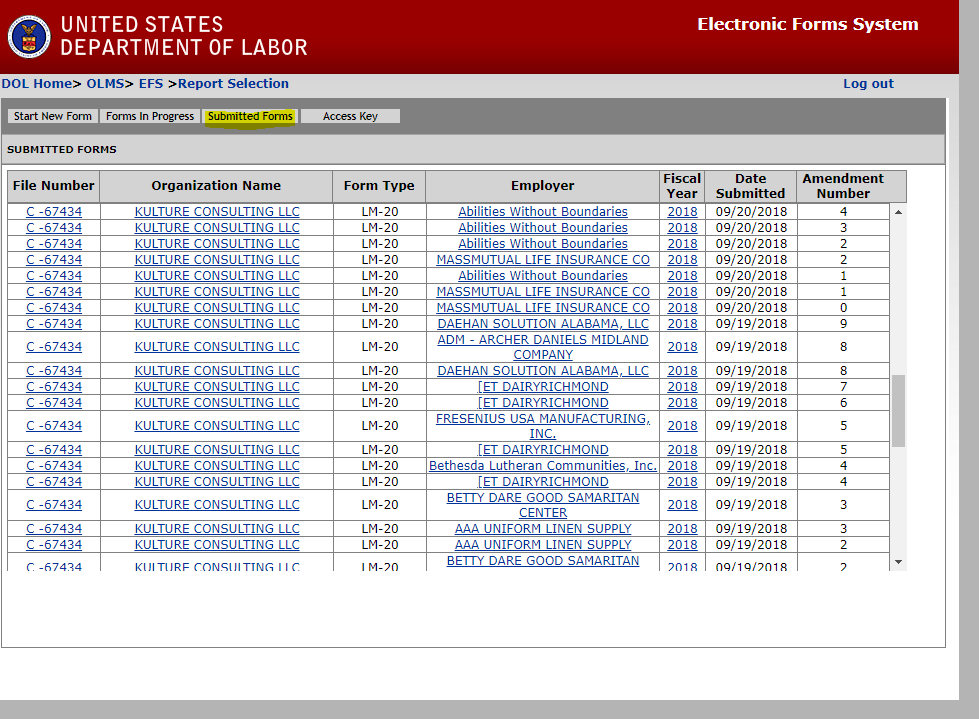 UNITED STATES
DEPARTMENT OF LABOR
Electronic Forms System
DOL Home> OLMS> EFS >Report Selection
Log out
Start New Form Forms In Progress Submitted Forms Access Key
SUBMITTED FORMS
File Number Organization Name Form Type Employer Fiscal Year Date Submitted Amendment Number
C -67434 KULTURE CONSULTING LLC LM-20 Abilities Without Boundaries 2018 09/20/2018 4
C -67434 KULTURE CONSULTING LLC LM-20 Abilities Without Boundaries 2018 09/20/2018 3
C -67434 KULTURE CONSULTING LLC LM-20 Abilities Without Boundaries 2018 09/20/2018 2
C -67434 KULTURE CONSULTING LLC LM-20 MASSMUTUAL LIFE INSURANCE CO 2018 09/20/2018 2
C -67434 KULTURE CONSULTING LLC LM-20 Abilities Without Boundaries 2018 09/20/2018 1
C -67434 KULTURE CONSULTING LLC LM-20 MASSMUTUAL LIFE INSURANCE CO 2018 09/20/2018 1
C -67434 KULTURE CONSULTING LLC LM-20 MASSMUTUAL LIFE INSURANCE CO 2018 09/20/2018 0
C -67434 KULTURE CONSULTING LLC LM-20 DAEHAN SOLUTION ALABAMA, LLC 2018 09/19/2018 9
C -67434 KULTURE CONSULTING LLC LM-20 ADM - ARCHER DANIELS MIDLAND COMPANY 2018 09/19/2018 8
C -67434 KULTURE CONSULTING LLC LM-20 DAEHAN SOLUTION ALABAMA, LLC 2018 09/19/2018 8
C -67434 KULTURE CONSULTING LLC LM-20 [ET DAIRYRICHMOND 2018 09/19/2018 7
C -67434 KULTURE CONSULTING LLC LM-20 [ET DAIRYRICHMOND 2018 09/19/2018 6
C -67434 KULTURE CONSULTING LLC LM-20 FRESENIUS USA MANUFACTURING, INC. 2018 09/19/2018 5
C -67434 KULTURE CONSULTING LLC LM-20 [ET DAIRYRICHMOND 2018 09/19/2018 5
C -67434 KULTURE CONSULTING LLC LM-20 Bethesda Lutheran Communities, Inc. 2018 09/19/2018 4
C -67434 KULTURE CONSULTING LLC LM-20 [ET DAIRYRICHMOND 2018 09/19/2018 4
C -67434 KULTURE CONSULTING LLC LM-20 BETTY DARE GOOD SAMARITAN CENTER 2018 09/19/2018 3
C -67434 KULTURE CONSULTING LLC LM-20 AAA UNIFORM LINEN SUPPLY 2018 09/19/2018 3
C -67434 KULTURE CONSULTING LLC LM-20 AAA UNIFORM LINEN SUPPLY 2018 09/19/2018 2
C -67434 KULTURE CONSULTING LLC LM-20 BETTY DARE GOOD SAMARITAN 2018 09/19/2018 2